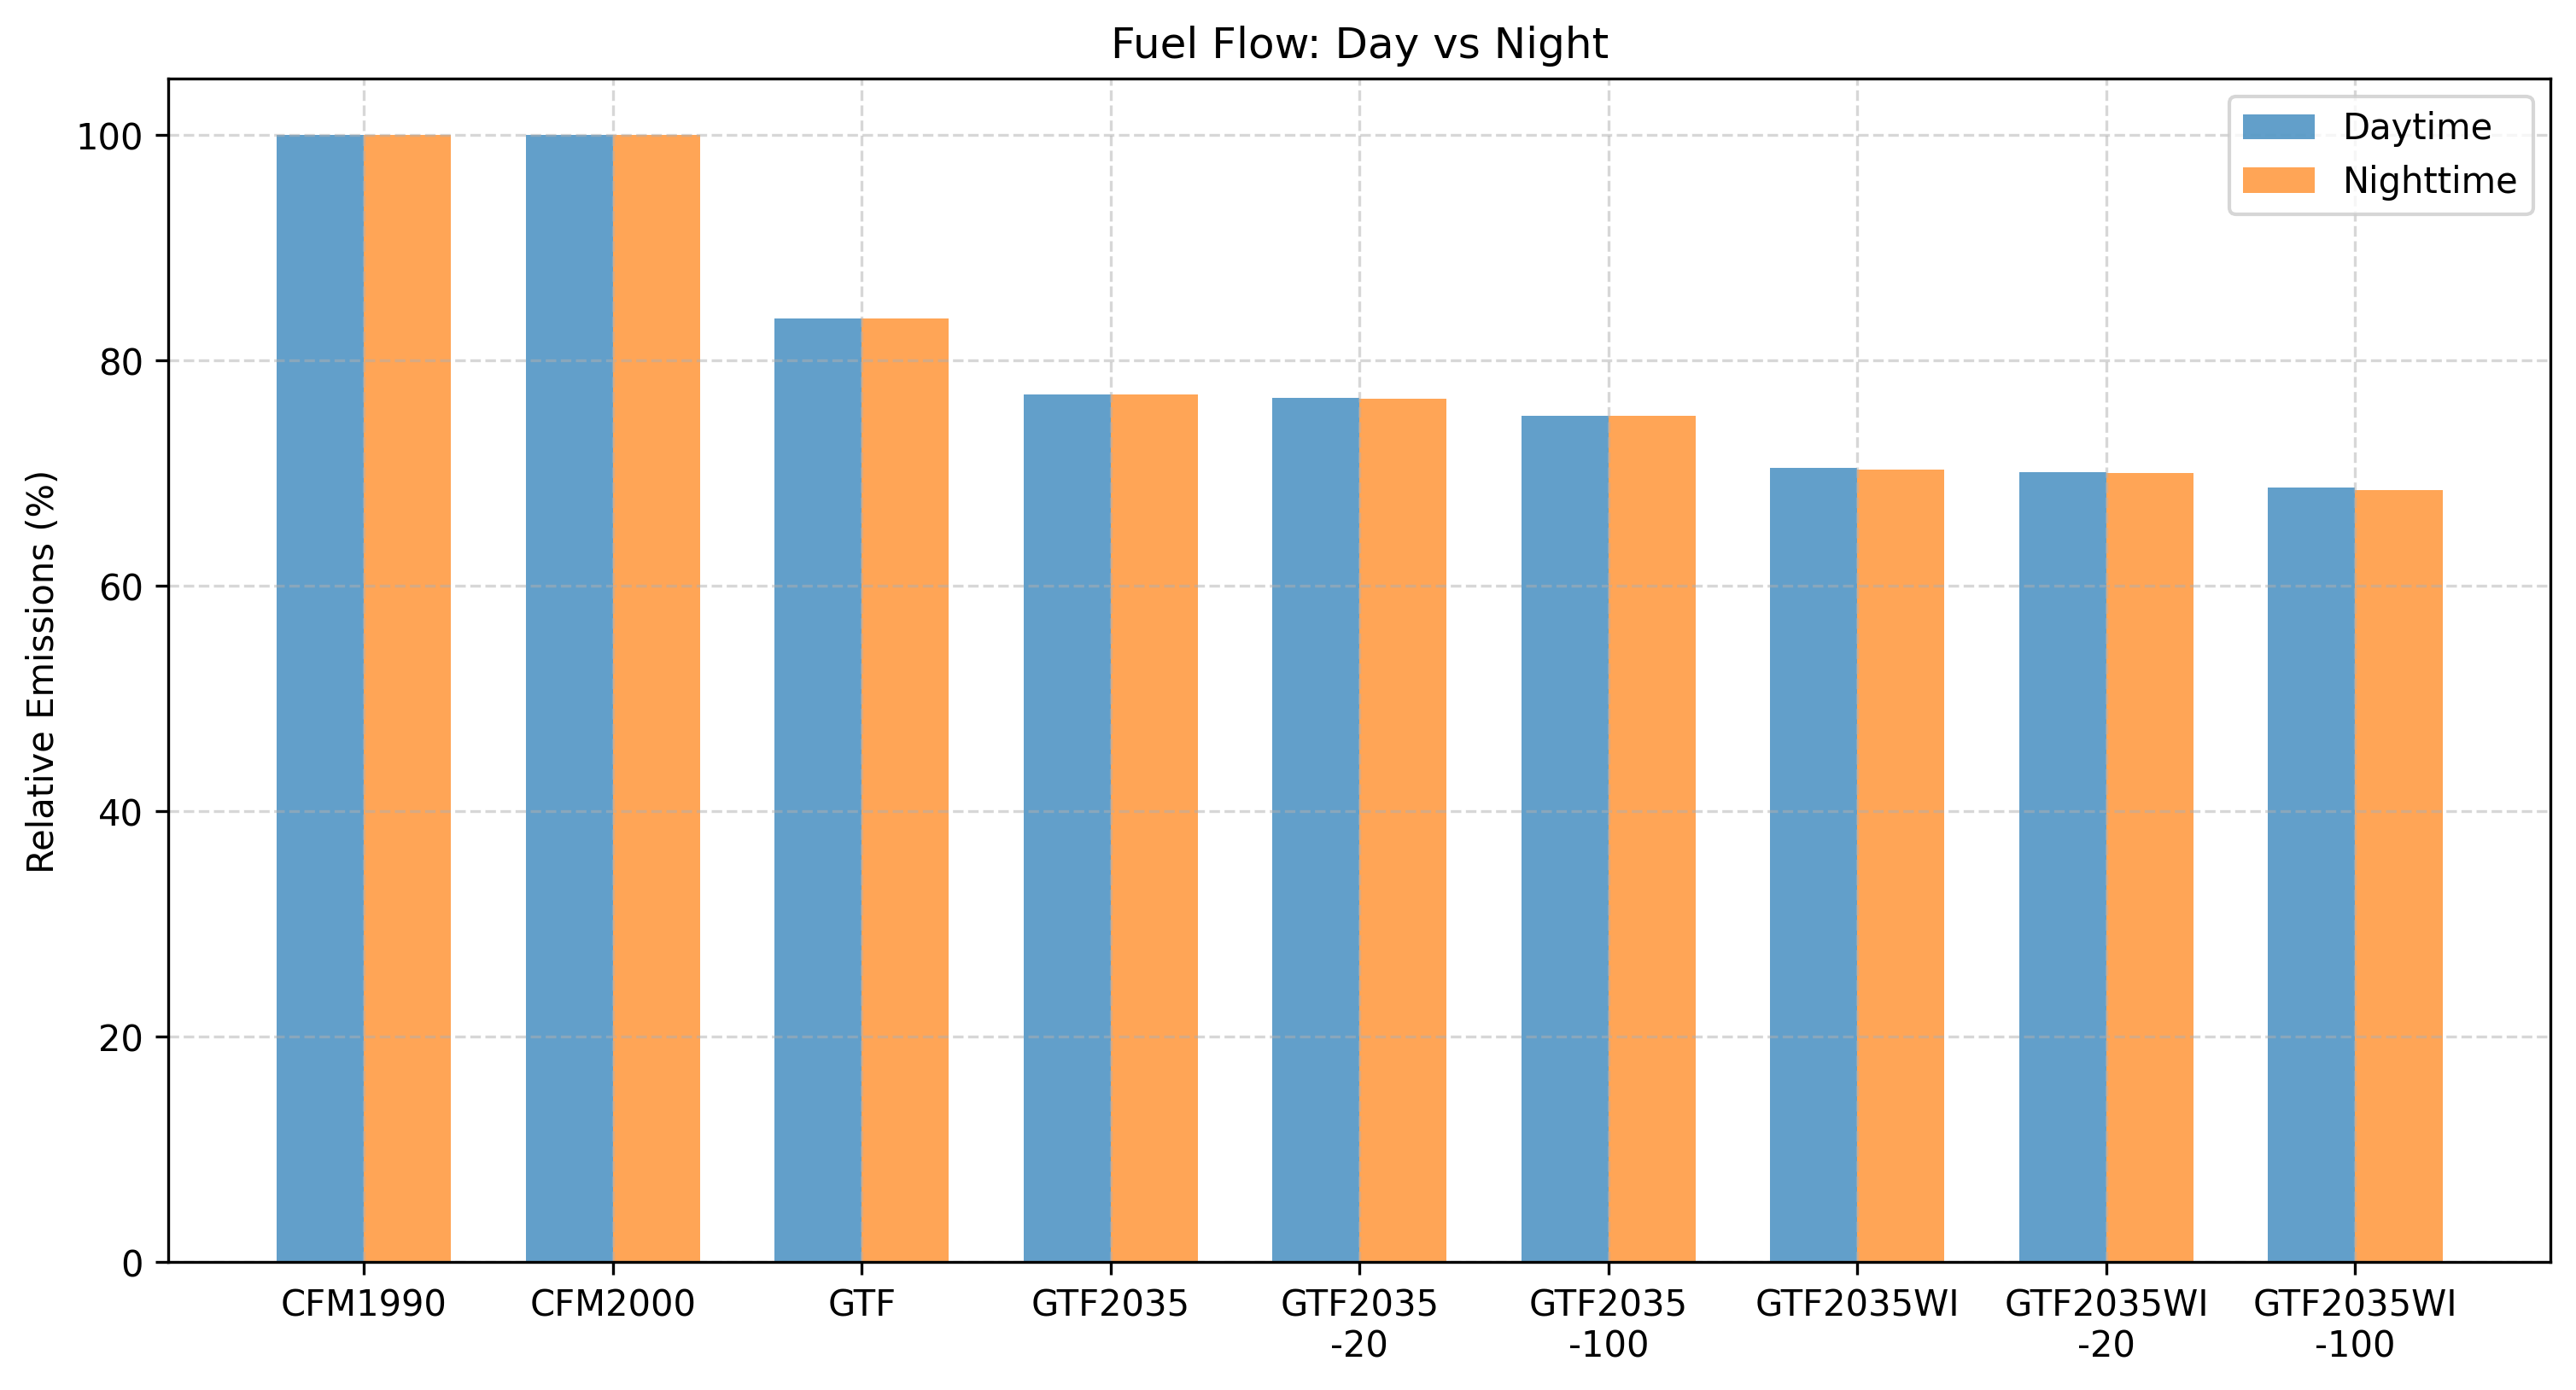 Fuel Flow: Day vs Night
Daytime
Nighttime
Relative Emissions (%)
100
80
60
40
20
0
CFM1990 CFM2000 GTF GTF2035 GTF2035 GTF2035 GTF2035WI GTF2035WI GTF2035WI
-20 -100 -20 -100